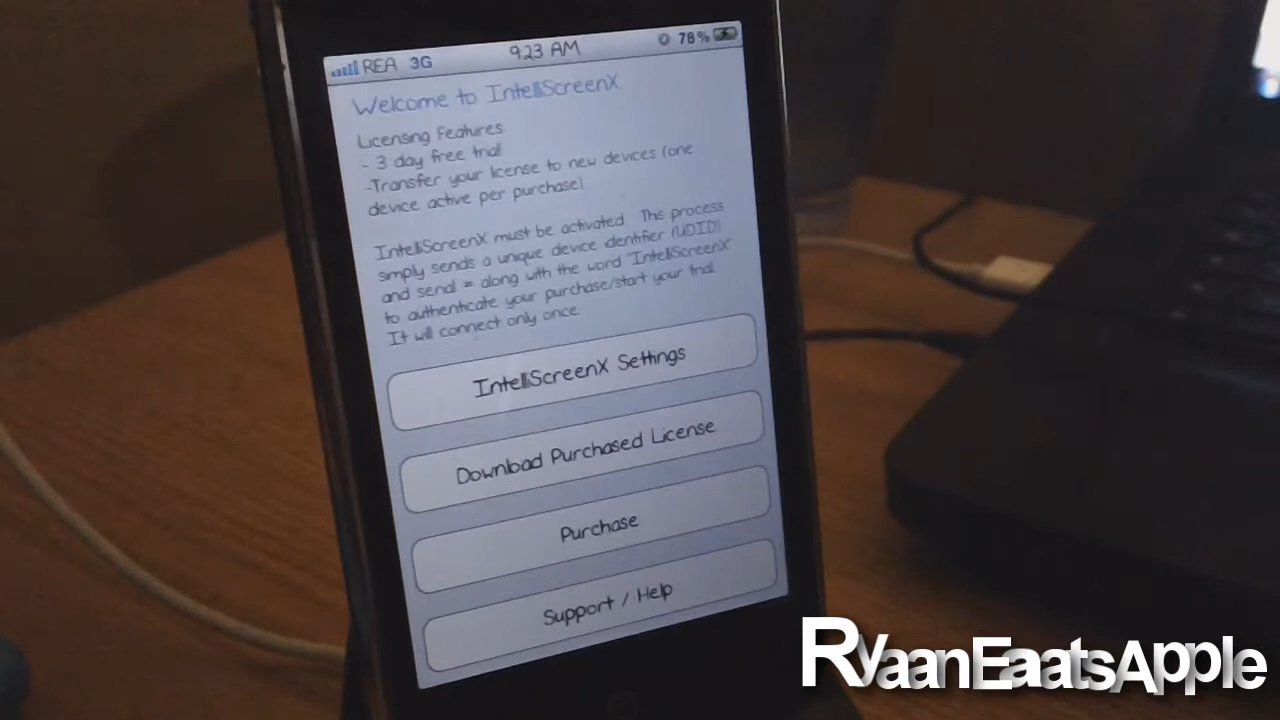 REA 3G 9:23 AM 78%
Welcome to IntelliScreenX
Licensing Features
- 3 day free trial
-Transfer your license to new devices (one
device active per purchase)
IntelliScreenX must be activated. This process
simply sends a unique device identifier (UDID)
and serial # along with the word "IntelliScreenX"
to authenticate your purchase/start your trial.
It will connect only once.
IntelliScreenX Settings
Download Purchased License
Purchase
Support / Help
RyaanEaatsApple